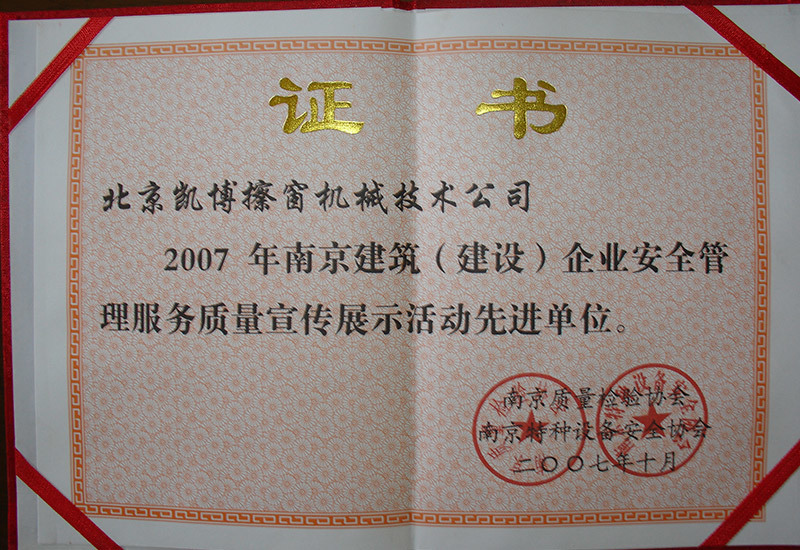 证 书
北京凯博擦窗机械技术公司
2007 年南京建筑（建设）企业安全管
理服务质量宣传展示活动先进单位。
南京质量检验协会
南京特种设备安全协会
二〇〇七年十月